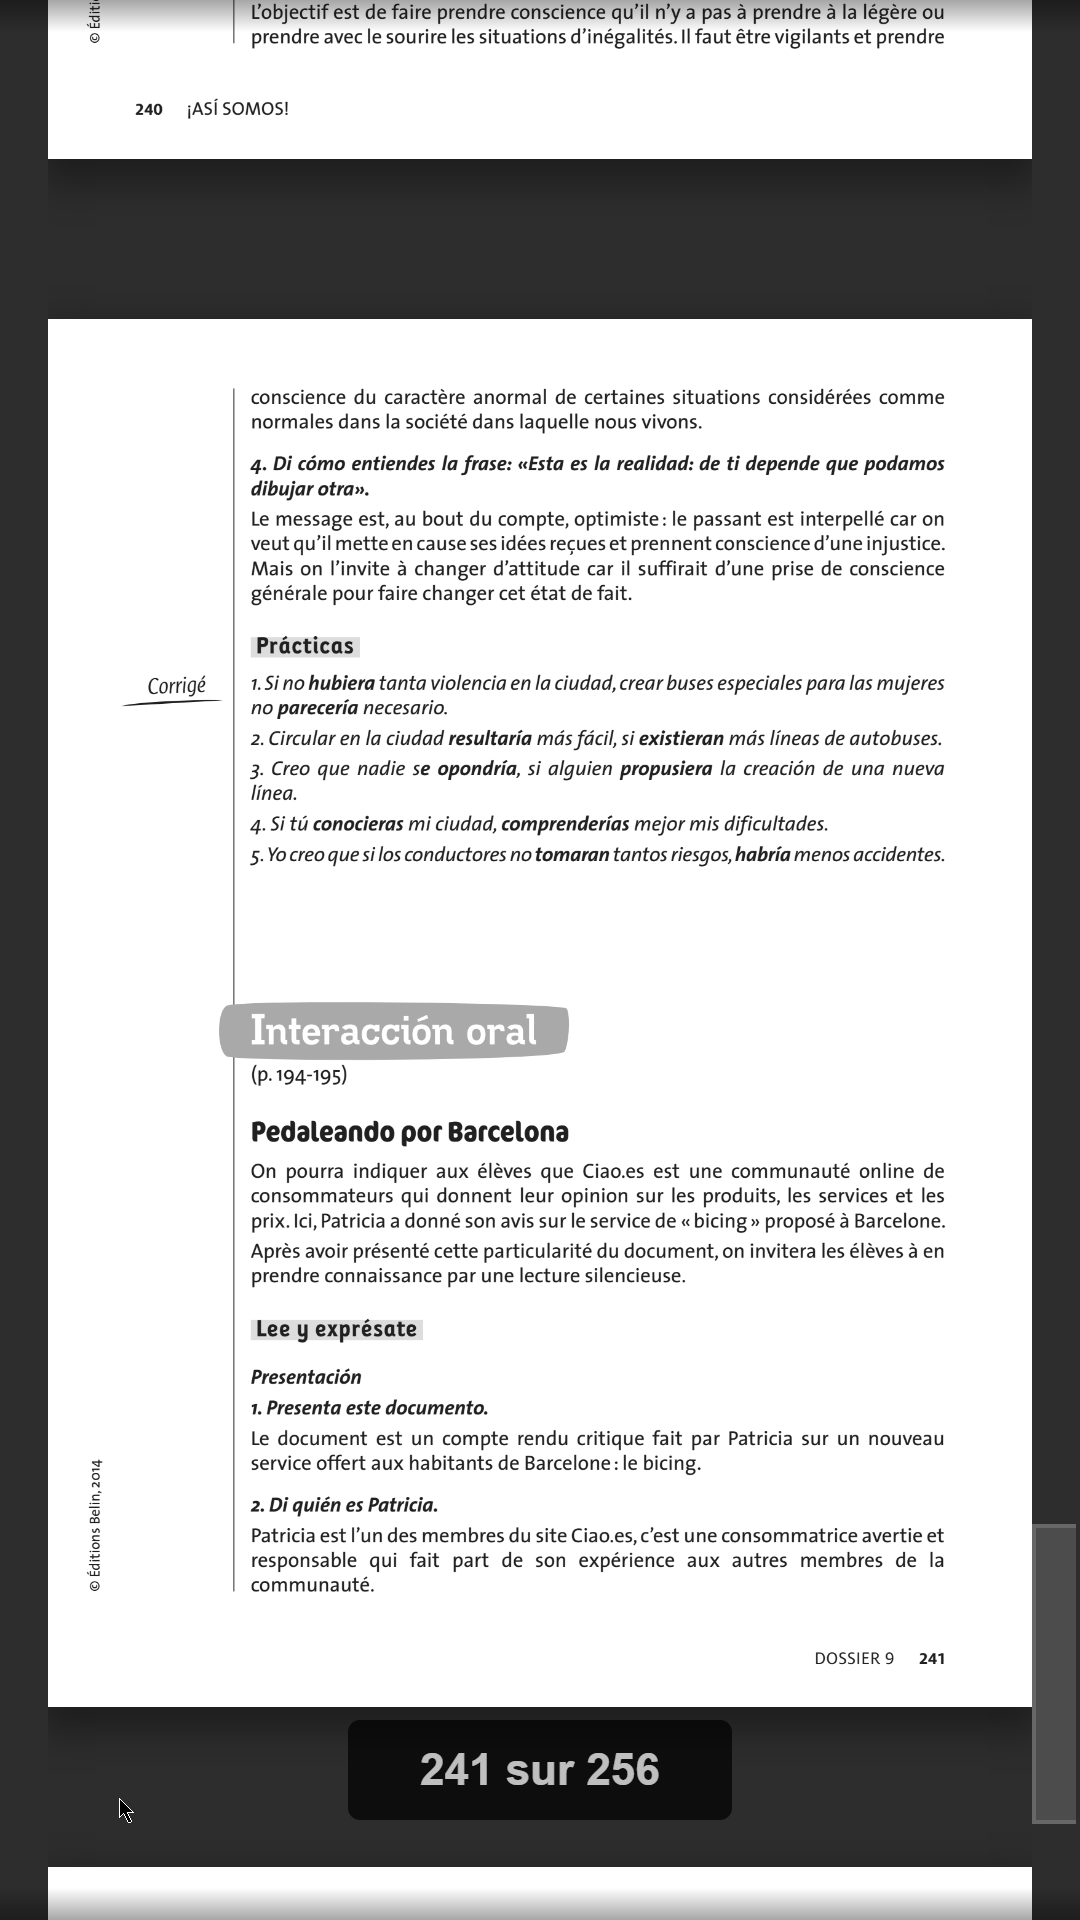 L’objectif est de faire prendre conscience qu’il n’y a pas à prendre à la légère ou
prendre avec le sourire les situations d’inégalités. Il faut être vigilants et prendre
© Éditi
240 ¡ASÍ SOMOS!
conscience du caractère anormal de certaines situations considérées comme
normales dans la société dans laquelle nous vivons.
4. Di cómo entiendes la frase: «Esta es la realidad: de ti depende que podamos
dibujar otra».
Le message est, au bout du compte, optimiste : le passant est interpellé car on
veut qu’il mette en cause ses idées reçues et prennent conscience d’une injustice.
Mais on l’invite à changer d’attitude car il suffirait d’une prise de conscience
générale pour faire changer cet état de fait.
Prácticas
Corrigé
1. Si no hubiera tanta violencia en la ciudad, crear buses especiales para las mujeres
no parecería necesario.
2. Circular en la ciudad resultaría más fácil, si existieran más líneas de autobuses.
3. Creo que nadie se opondría, si alguien propusiera la creación de una nueva
línea.
4. Si tú conocieras mi ciudad, comprenderías mejor mis dificultades.
5. Yo creo que si los conductores no tomaran tantos riesgos, habría menos accidentes.
Interacción oral
(p. 194-195)
Pedaleando por Barcelona
On pourra indiquer aux élèves que Ciao.es est une communauté online de
consommateurs qui donnent leur opinion sur les produits, les services et les
prix. Ici, Patricia a donné son avis sur le service de « bicing » proposé à Barcelone.
Après avoir présenté cette particularité du document, on invitera les élèves à en
prendre connaissance par une lecture silencieuse.
Lee y exprésate
Presentación
1. Presenta este documento.
Le document est un compte rendu critique fait par Patricia sur un nouveau
service offert aux habitants de Barcelone : le bicing.
2. Di quién es Patricia.
Patricia est l’un des membres du site Ciao.es, c’est une consommatrice avertie et
responsable qui fait part de son expérience aux autres membres de la
communauté.
© Éditions Belin, 2014
DOSSIER 9 241
241 sur 256